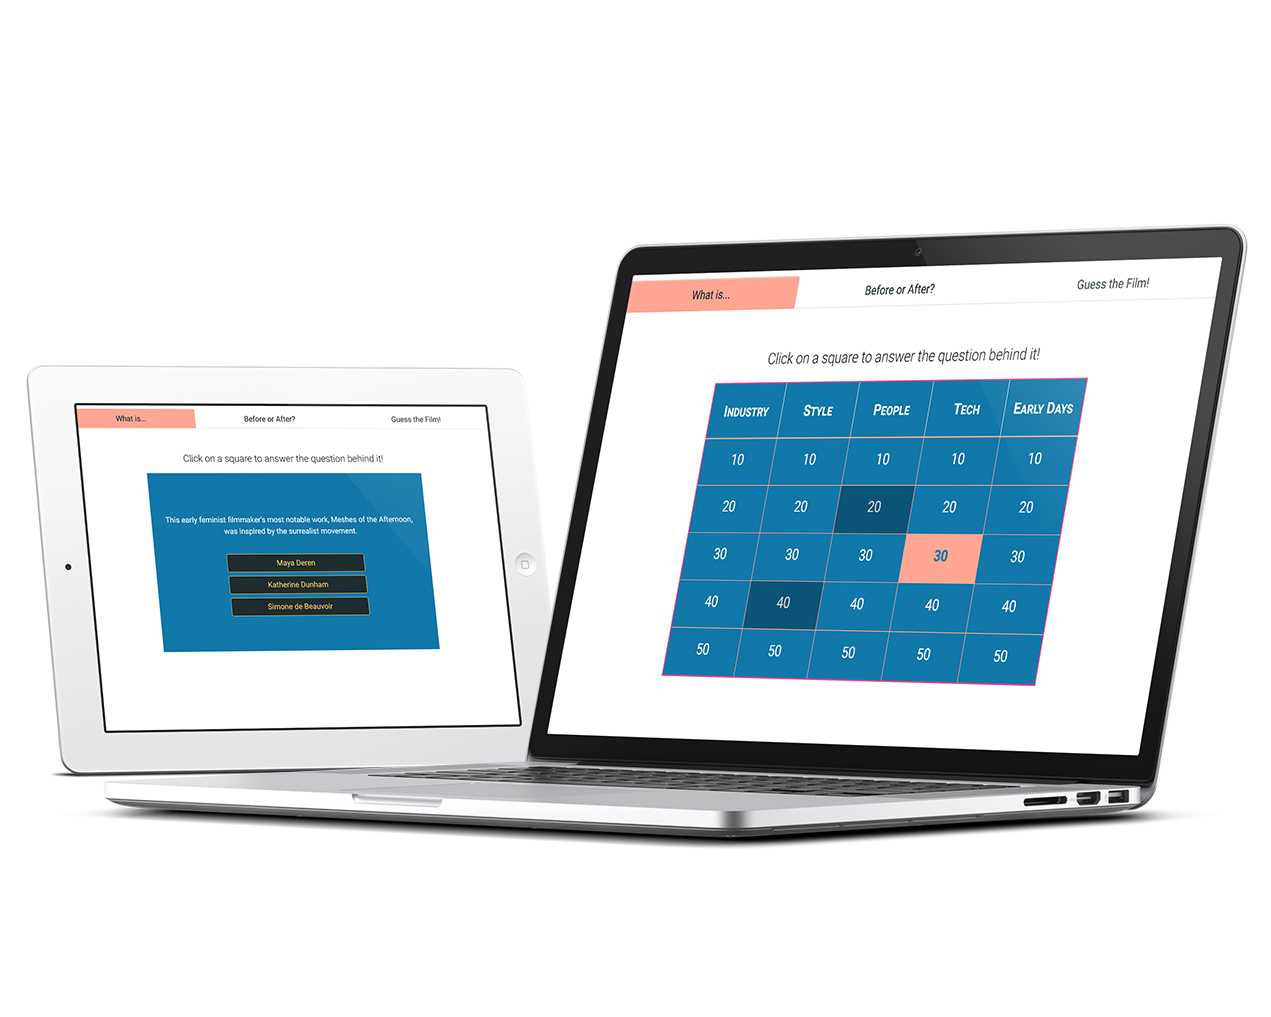 What is...
Before or After?
Guess the Film!
Click on a square to answer the question behind it!
This early feminist filmmaker's most notable work, Meshes of the Afternoon,
was inspired by the surrealist movement.
Maya Deren
Katherine Dunham
Simone de Beauvoir
What is...
Before or After?
Guess the Film!
Click on a square to answer the question behind it!
INDUSTRY STYLE PEOPLE TECH EARLY DAYS
10 10 10 10 10
20 20 20 20 20
30 30 30 30 30
40 40 40 40 40
50 50 50 50 50